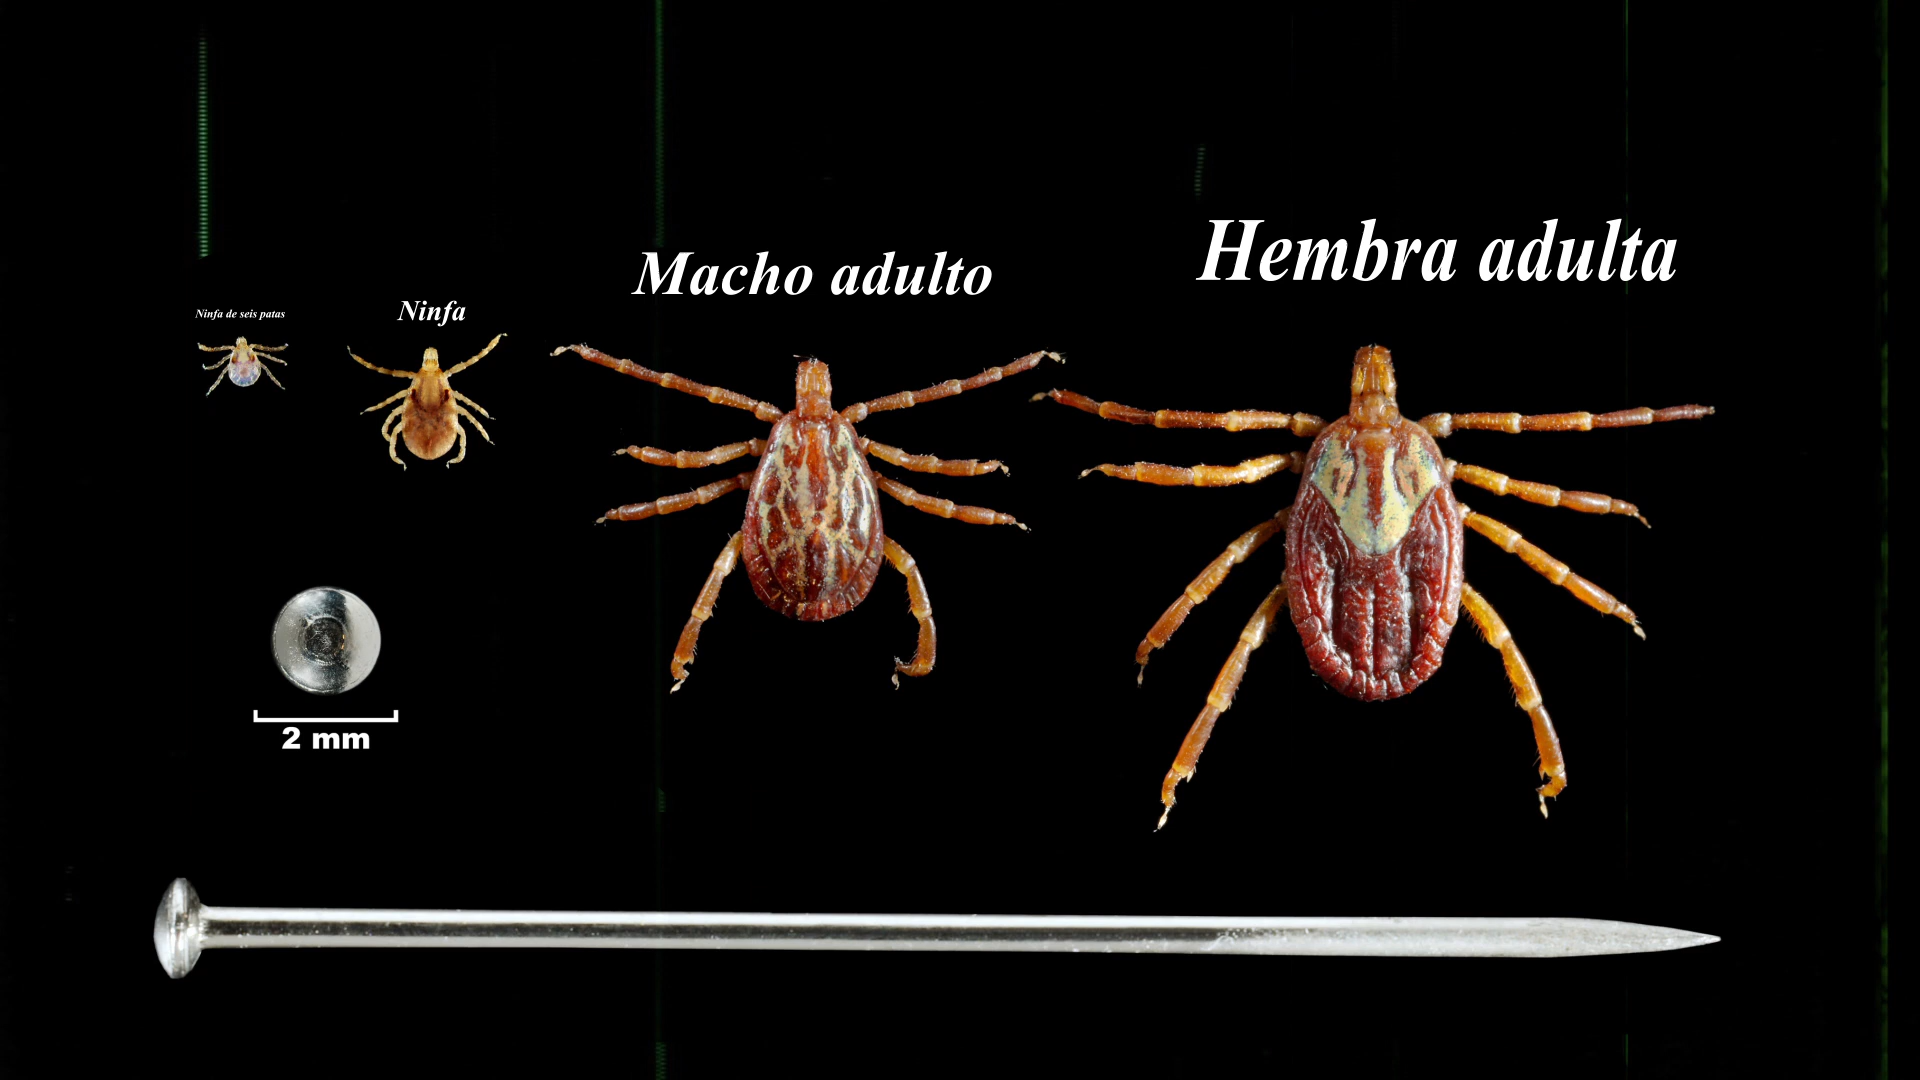 Ninfa de seis patas
Ninfa
Macho adulto
Hembra adulta
2 mm